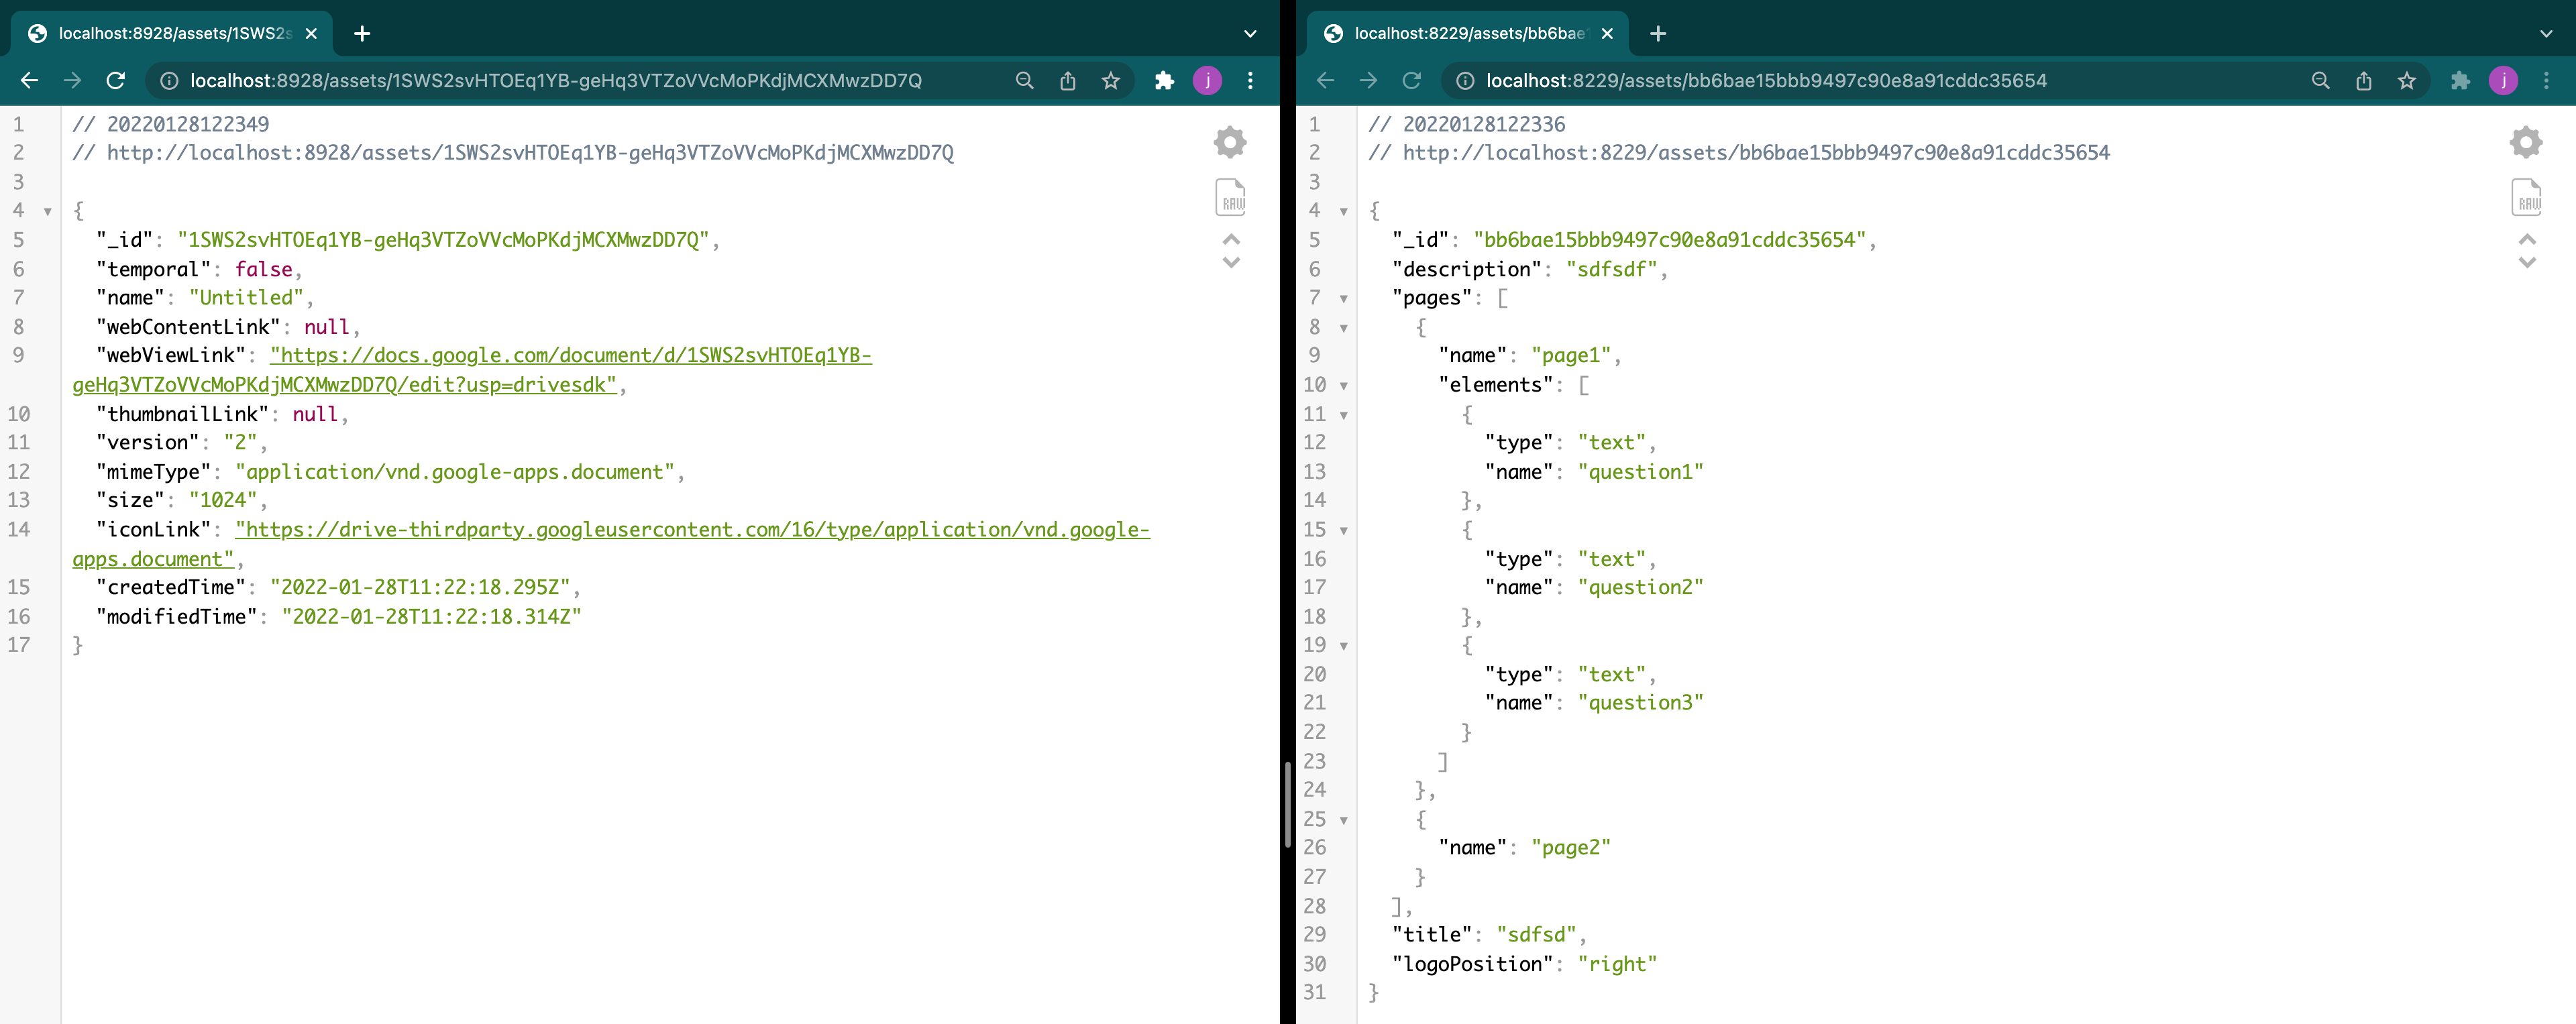 localhost:8928/assets/1SWS2s
localhost:8928/assets/1SWS2svHTOEq1YB-geHq3VTZoVVcMoPKdjMCXMwzDD7Q
j
1 // 20220128122349
2 // http://localhost:8928/assets/1SWS2svHTOEq1YB-geHq3VTZoVVcMoPKdjMCXMwzDD7Q
3
4 {
5 "_id": "1SWS2svHTOEq1YB-geHq3VTZoVVcMoPKdjMCXMwzDD7Q",
6 "temporal": false,
7 "name": "Untitled",
8 "webContentLink": null,
9 "webViewLink": "https://docs.google.com/document/d/1SWS2svHTOEq1YB-
geHq3VTZoVVcMoPKdjMCXMwzDD7Q/edit?usp=drivesdk",
10 "thumbnailLink": null,
11 "version": "2",
12 "mimeType": "application/vnd.google-apps.document",
13 "size": "1024",
14 "iconLink": "https://drive-thirdparty.googleusercontent.com/16/type/application/vnd.google-
apps.document",
15 "createdTime": "2022-01-28T11:22:18.295Z",
16 "modifiedTime": "2022-01-28T11:22:18.314Z"
17 }
RAW
localhost:8229/assets/bb6bae
localhost:8229/assets/bb6bae15bbb9497c90e8a91cddc35654
j
1 // 20220128122336
2 // http://localhost:8229/assets/bb6bae15bbb9497c90e8a91cddc35654
3
4 {
5 "_id": "bb6bae15bbb9497c90e8a91cddc35654",
6 "description": "sdfsdf",
7 "pages": [
8 {
9 "name": "page1",
10 "elements": [
11 {
12 "type": "text",
13 "name": "question1"
14 },
15 {
16 "type": "text",
17 "name": "question2"
18 },
19 {
20 "type": "text",
21 "name": "question3"
22 }
23 ]
24 },
25 {
26 "name": "page2"
27 }
28 ],
29 "title": "sdfsd",
30 "logoPosition": "right"
31 }
RAW